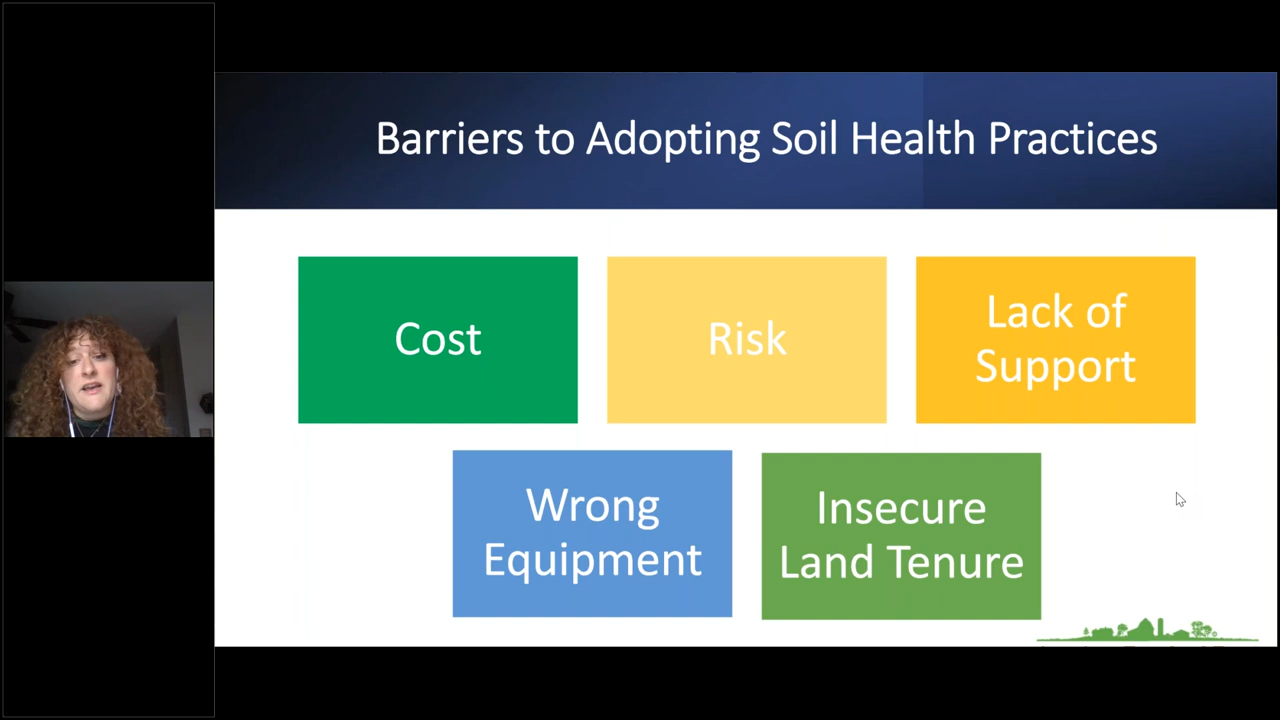 Barriers to Adopting Soil Health Practices
Cost
Risk
Lack of
Support
Wrong
Equipment
Insecure
Land Tenure